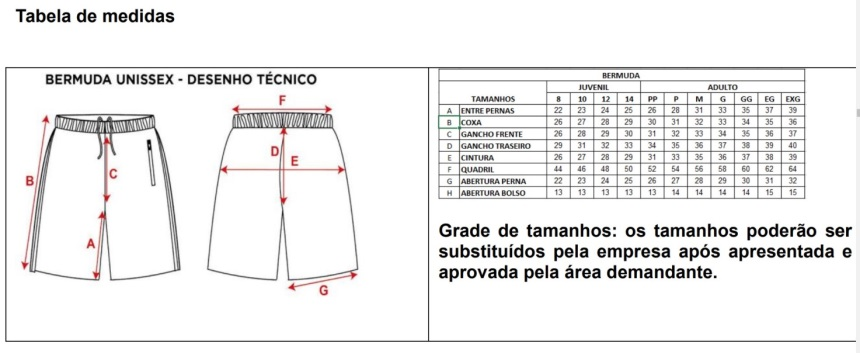 Tabela de medidas
BERMUDA UNISSEX - DESENHO TÉCNICO
F
D
E
B
C
A
G
BERMUDA
JUVENIL ADULTO
TAMANHOS 8 10 12 14 PP P M G GG EG EXG
A ENTRE PERNAS 22 23 24 25 26 28 31 33 35 37 39
B COXA 26 27 28 29 30 31 32 33 34 35 36
C GANCHO FRENTE 26 28 29 30 31 32 33 34 35 36 37
D GANCHO TRASEIRO 29 31 32 33 34 35 36 37 38 39 40
E CINTURA 26 27 28 29 31 33 35 36 37 38 39
F QUADRIL 44 46 48 50 52 54 56 58 60 62 64
G ABERTURA PERNA 22 23 24 25 26 27 28 29 30 31 32
H ABERTURA BOLSO 13 13 13 13 13 14 14 14 14 15 15
Grade de tamanhos: os tamanhos poderão ser
substituídos pela empresa após apresentada e
aprovada pela área demandante.